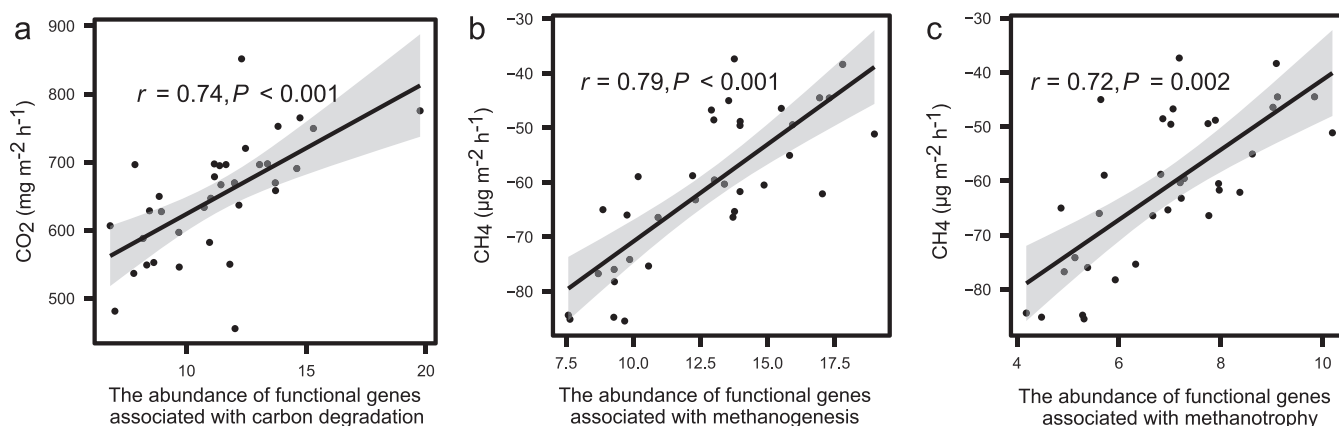 a
r = 0.74, P < 0.001
CO2 (mg m−2 h−1)
900
800
700
600
500
10
15
20
The abundance of functional genes
associated with carbon degradation
b
r = 0.79, P < 0.001
CH4 (µg m−2 h−1)
−30
−40
−50
−60
−70
−80
7.5
10.0
12.5
15.0
17.5
The abundance of functional genes
associated with methanogenesis
c
r = 0.72, P = 0.002
CH4 (µg m−2 h−1)
−30
−40
−50
−60
−70
−80
4
6
8
10
The abundance of functional genes
associated with methanotrophy